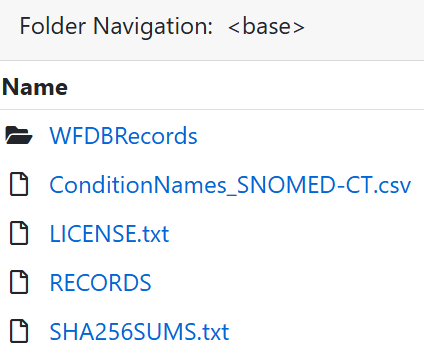 Folder Navigation: <base>
Name
WFDBRecords
ConditionNames_SNOMED-CT.csv
LICENSE.txt
RECORDS
SHA256SUMS.txt